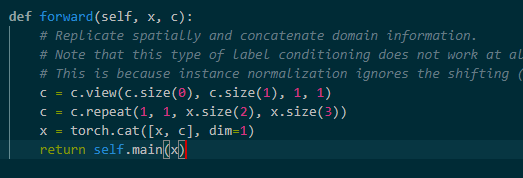 def forward(self, x, c):
# Replicate spatially and concatenate domain information.
# Note that this type of label conditioning does not work at al
# This is because instance normalization ignores the shifting (
c = c.view(c.size(0), c.size(1), 1, 1)
c = c.repeat(1, 1, x.size(2), x.size(3))
x = torch.cat([x, c], dim=1)
return self.main(x)